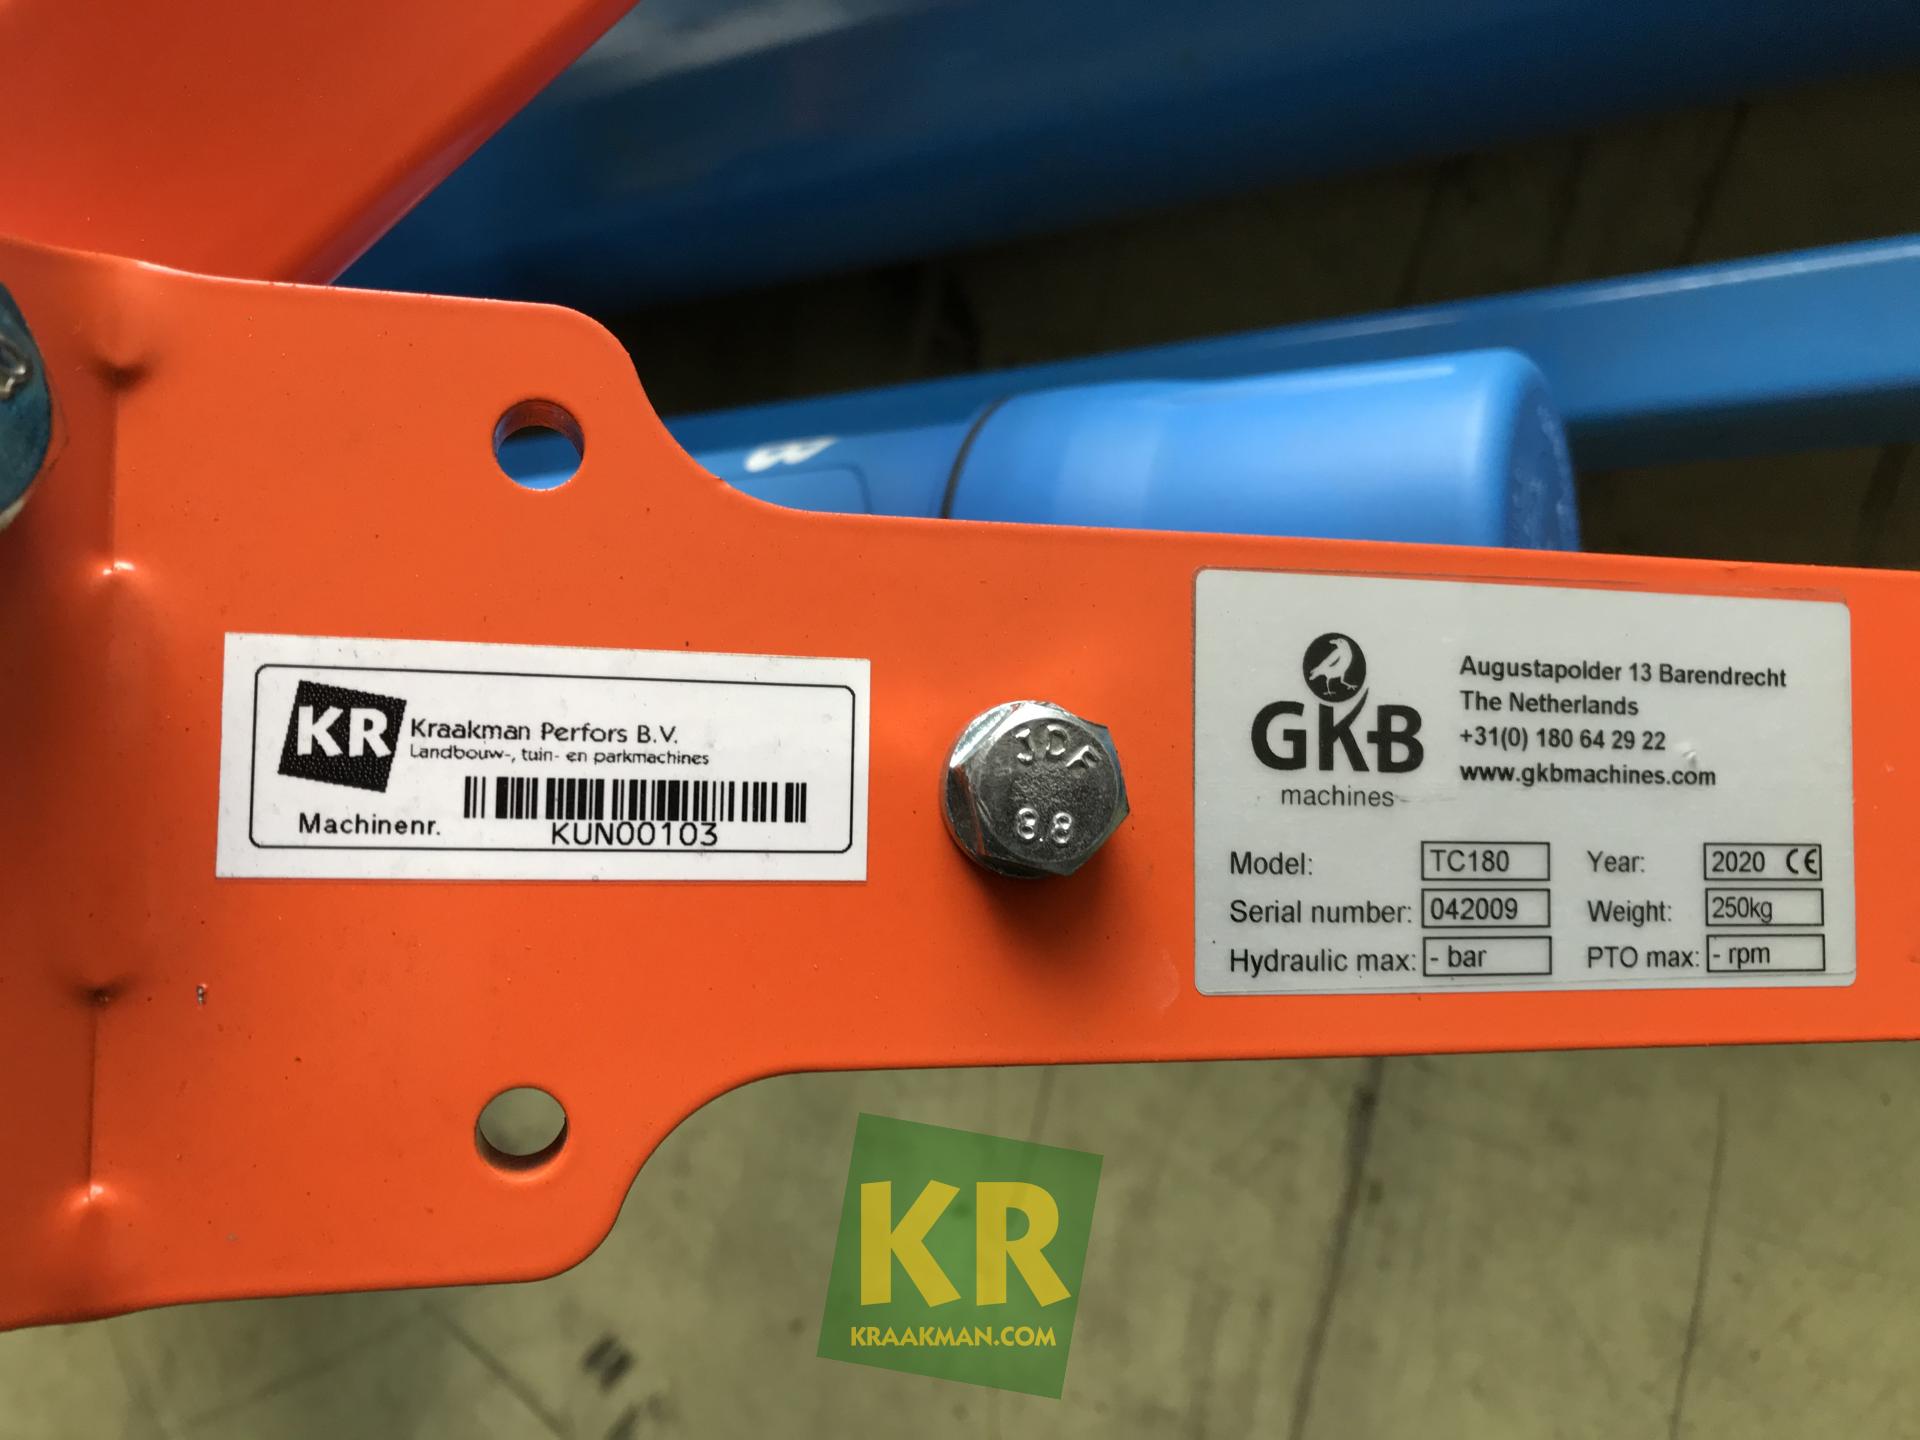 KR
Kraakman Perfors B.V.
Landbouw-, tuin- en parkmachines
Machinenr.
KUN00103
JDF
8.8
GKB
machines
Augustapolder 13 Barendrecht
The Netherlands
+31(0) 180 64 29 22
www.gkbmachines.com
Model: TC180 Year: 2020 CE
Serial number: 042009 Weight: 250kg
Hydraulic max: - bar PTO max: - rpm
KR
KRAAKMAN.COM